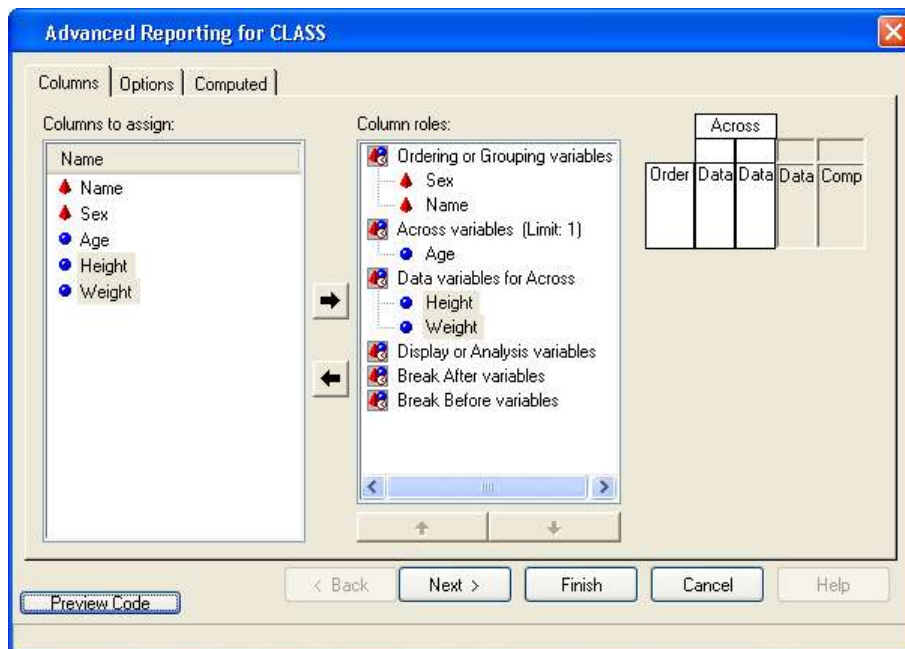 Advanced Reporting for CLASS
Columns
Options
Computed
Columns to assign:
Name
Name
Sex
Age
Height
Weight
Column roles:
Ordering or Grouping variables
Sex
Name
Across variables (Limit: 1)
Age
Data variables for Across
Height
Weight
Display or Analysis variables
Break After variables
Break Before variables
Across
Order Data Data Data Comp
Preview Code
< Back
Next >
Finish
Cancel
Help